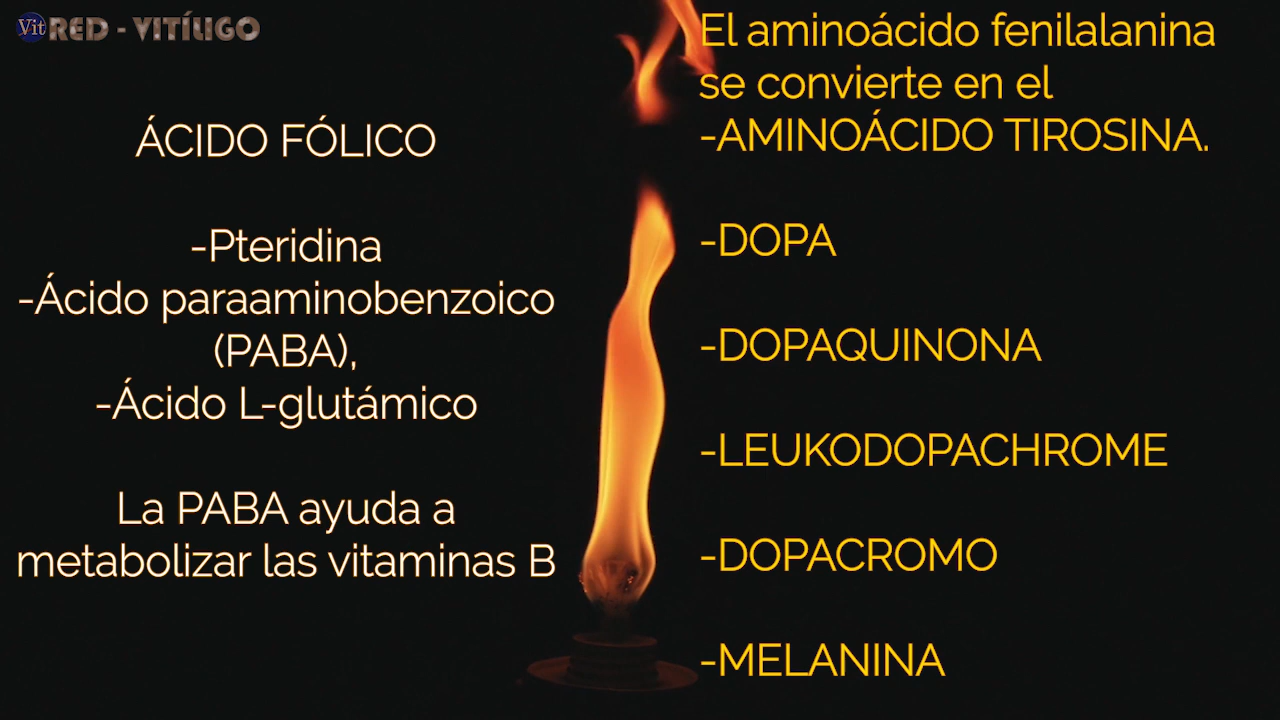 Vit RED - VITÍLIGO
ÁCIDO FÓLICO
-Pteridina
-Ácido paraaminobenzoico
(PABA),
-Ácido L-glutámico
La PABA ayuda a
metabolizar las vitaminas B
El aminoácido fenilalanina
se convierte en el
-AMINOÁCIDO TIROSINA.
-DOPA
-DOPAQUINONA
-LEUKODOPACHROME
-DOPACROMO
-MELANINA